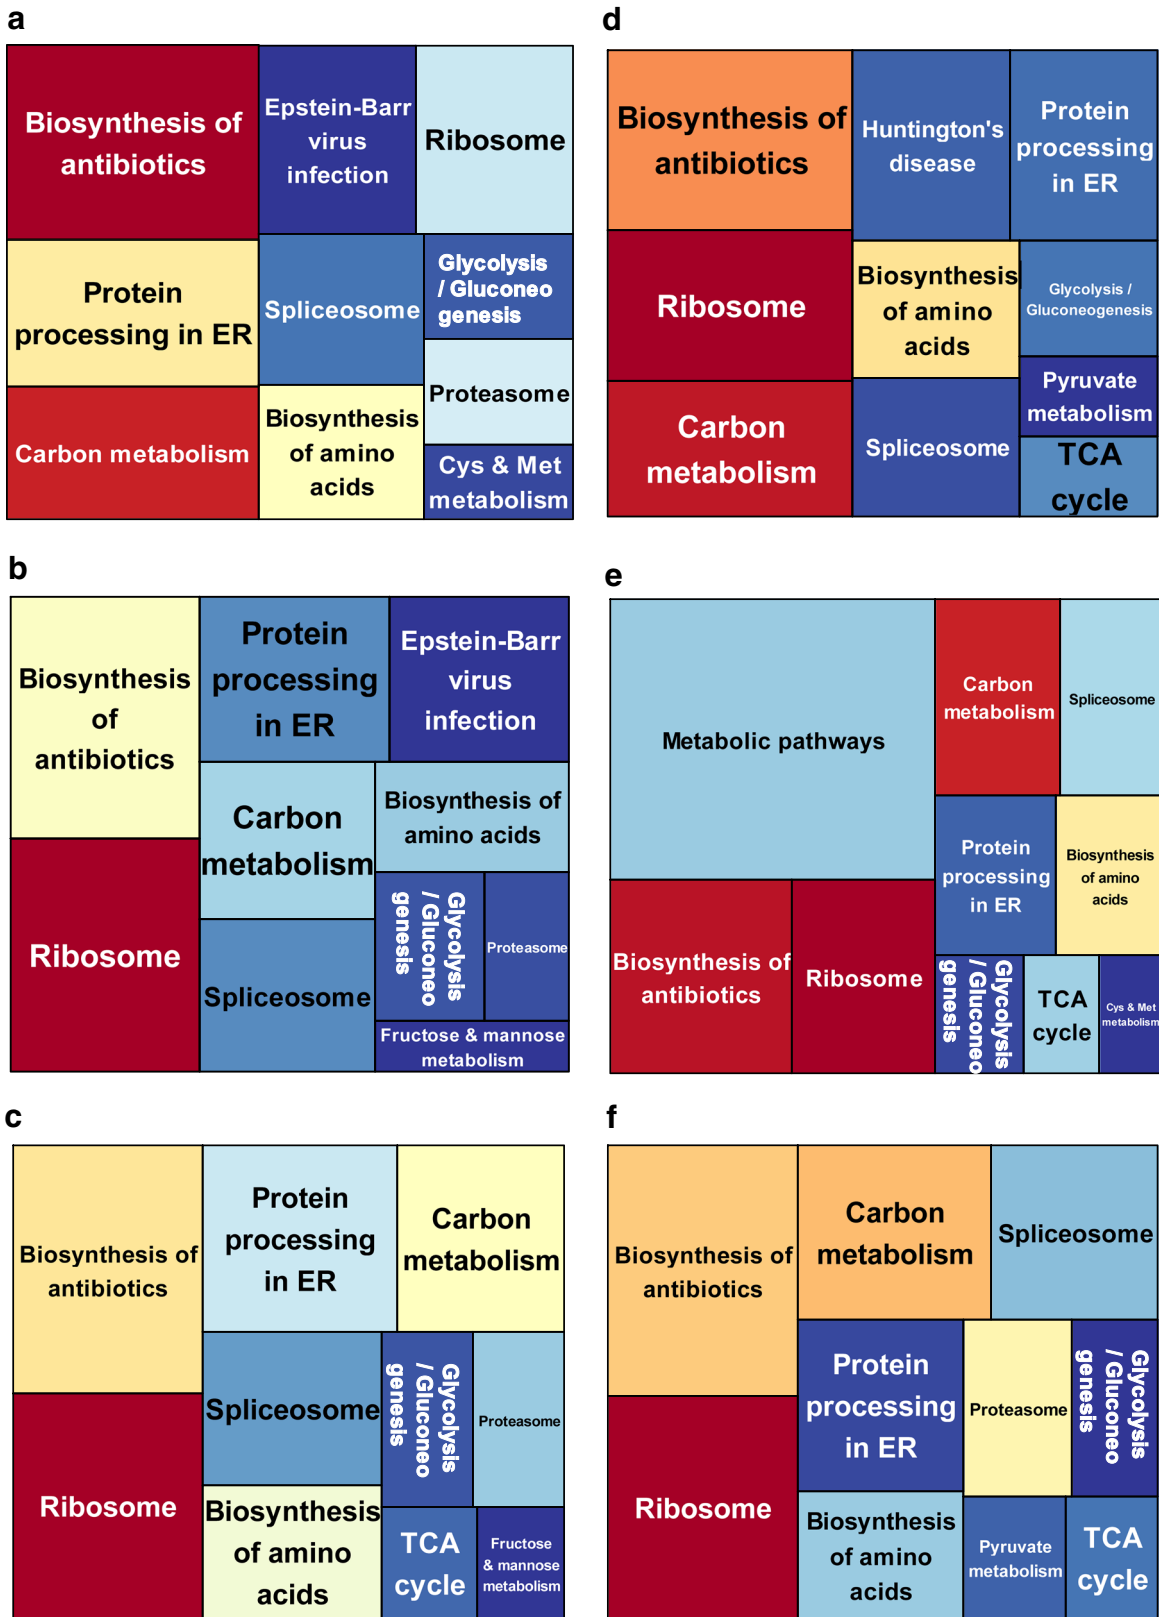 a
Biosynthesis of
antibiotics
Epstein-Barr
virus
infection
Ribosome
Protein
processing in ER
Spliceosome
Glycolysis
/ Gluconeo
genesis
Proteasome
Carbon metabolism
Biosynthesis
of amino
acids
Cys & Met
metabolism
d
Biosynthesis of
antibiotics
Huntington's
disease
Protein
processing
in ER
Ribosome
Biosynthesis
of amino
acids
Glycolysis /
Gluconeogenesis
Pyruvate
metabolism
Carbon
metabolism
Spliceosome
TCA
cycle
b
Biosynthesis
of
antibiotics
Protein
processing
in ER
Epstein-Barr
virus
infection
Carbon
metabolism
Biosynthesis of
amino acids
Ribosome
Spliceosome
Glycolysis
/ Gluconeo
genesis
Proteasome
Fructose & mannose
metabolism
e
Metabolic pathways
Carbon
metabolism
Spliceosome
Protein
processing
in ER
Biosynthesis
of amino
acids
Biosynthesis of
antibiotics
Ribosome
Glycolysis
/ Gluconeo
genesis
TCA
cycle
Cys & Met
metabolism
c
Biosynthesis of
antibiotics
Protein
processing
in ER
Carbon
metabolism
Spliceosome
Glycolysis
/ Gluconeo
genesis
Proteasome
Ribosome
Biosynthesis
of amino
acids
TCA
cycle
Fructose
& mannose
metabolism
f
Biosynthesis of
antibiotics
Carbon
metabolism
Spliceosome
Protein
processing
in ER
Proteasome
Glycolysis
/ Gluconeo
genesis
Ribosome
Biosynthesis
of amino
acids
Pyruvate
metabolism
TCA
cycle